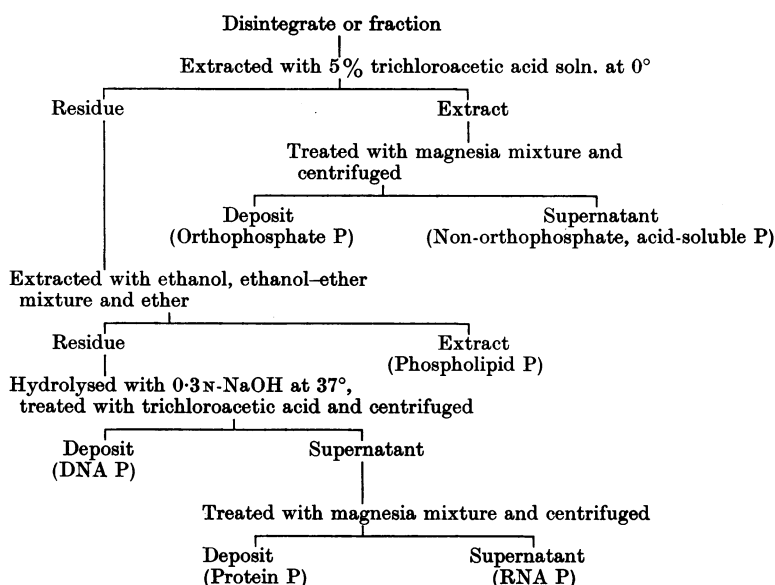 Disintegrate or fraction
Extracted with 5% trichloroacetic acid soln. at 0°
Residue
Extract
Treated with magnesia mixture and
centrifuged
Deposit
(Orthophosphate P)
Supernatant
(Non-orthophosphate, acid-soluble P)
Extracted with ethanol, ethanol–ether
mixture and ether
Residue
Extract
(Phospholipid P)
Hydrolysed with 0·3 N-NaOH at 37°,
treated with trichloroacetic acid and centrifuged
Deposit
(DNA P)
Supernatant
Treated with magnesia mixture and centrifuged
Deposit
(Protein P)
Supernatant
(RNA P)